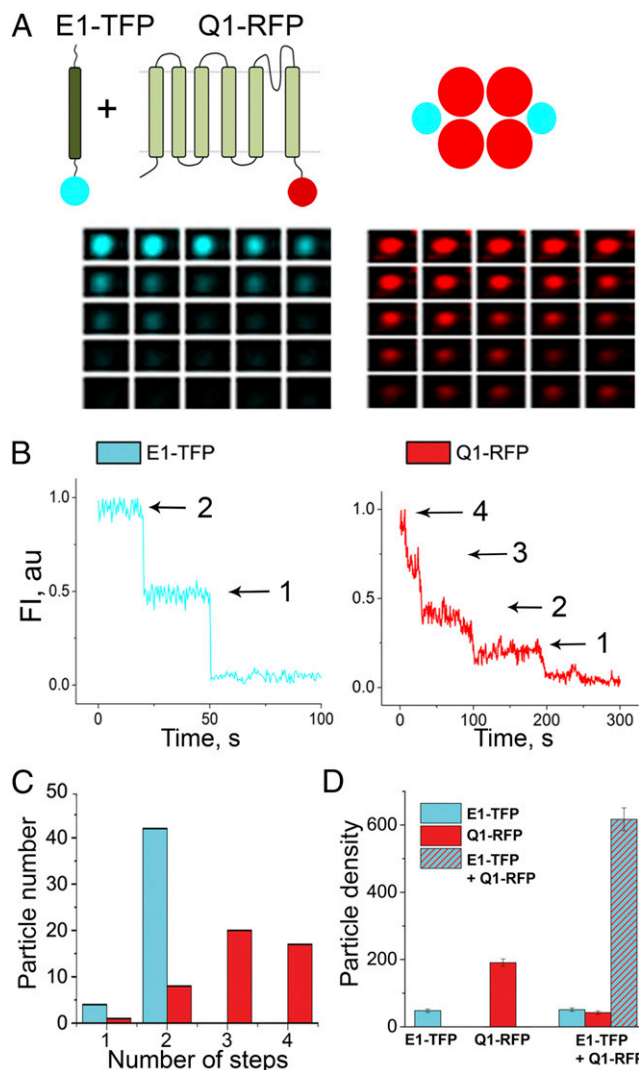 A
E1-TFP Q1-RFP
+
B
E1-TFP
Q1-RFP
FI, au
1.0
0.5
0.0
2
1
0 50 100
Time, s
1.0
0.5
0.0
4
3
2
1
0 100 200 300
Time, s
C
Particle number
50
40
30
20
10
0
1 2 3 4
Number of steps
D
Particle density
600
400
200
0
E1-TFP
Q1-RFP
E1-TFP
+ Q1-RFP
E1-TFP Q1-RFP E1-TFP
+ Q1-RFP